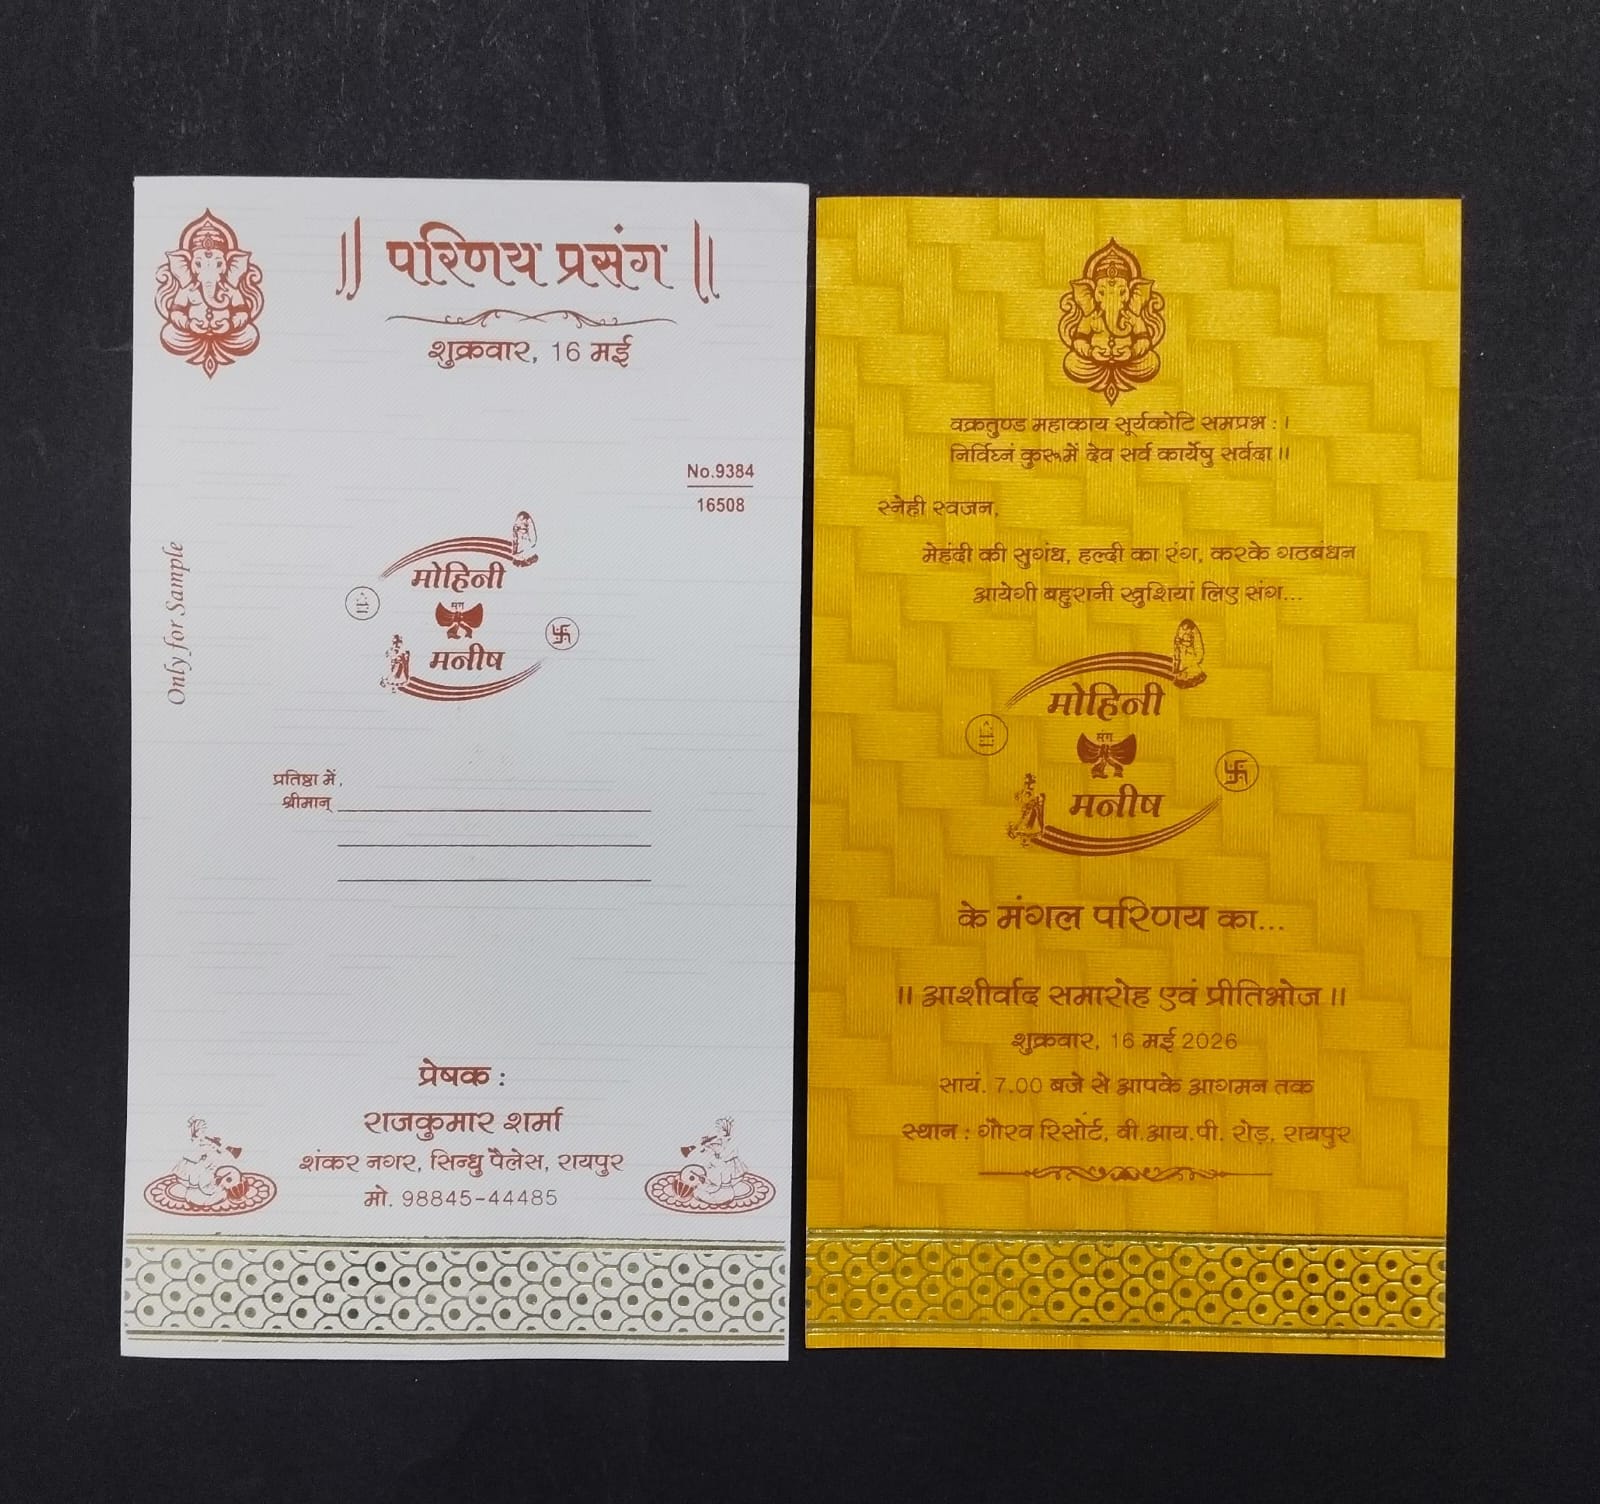 || परिणय प्रसंग ||
शुक्रवार, 16 मई
No.9384
16508
Only for Sample
मोहिनी
संग
मनीष
प्रतिष्ठा में,
श्रीमान्
प्रेषक :
राजकुमार शर्मा
शंकर नगर, सिन्धु पैलेस, रायपुर
मो. 98845-44485
वक्रतुण्ड महाकाय सूर्यकोटि समप्रभ : ।
निर्विघ्नं कुरूमें देव सर्व कार्येषु सर्वदा ।।
स्नेही स्वजन,
मेहंदी की सुगंध, हल्दी का रंग, करके गठबंधन
आयेगी बहुरानी खुशियां लिए संग...
मोहिनी
संग
मनीष
के मंगल परिणय का...
।। आशीर्वाद समारोह एवं प्रीतिभोज ।।
शुक्रवार, 16 मई 2026
सायं. 7.00 बजे से आपके आगमन तक
स्थान : गौरव रिसोर्ट, वी.आय.पी. रोड़, रायपुर